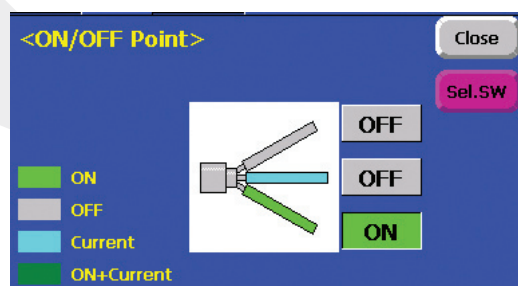 <ON/OFF Point>
Close
Sel.SW
OFF
OFF
ON
ON
OFF
Current
ON+Current